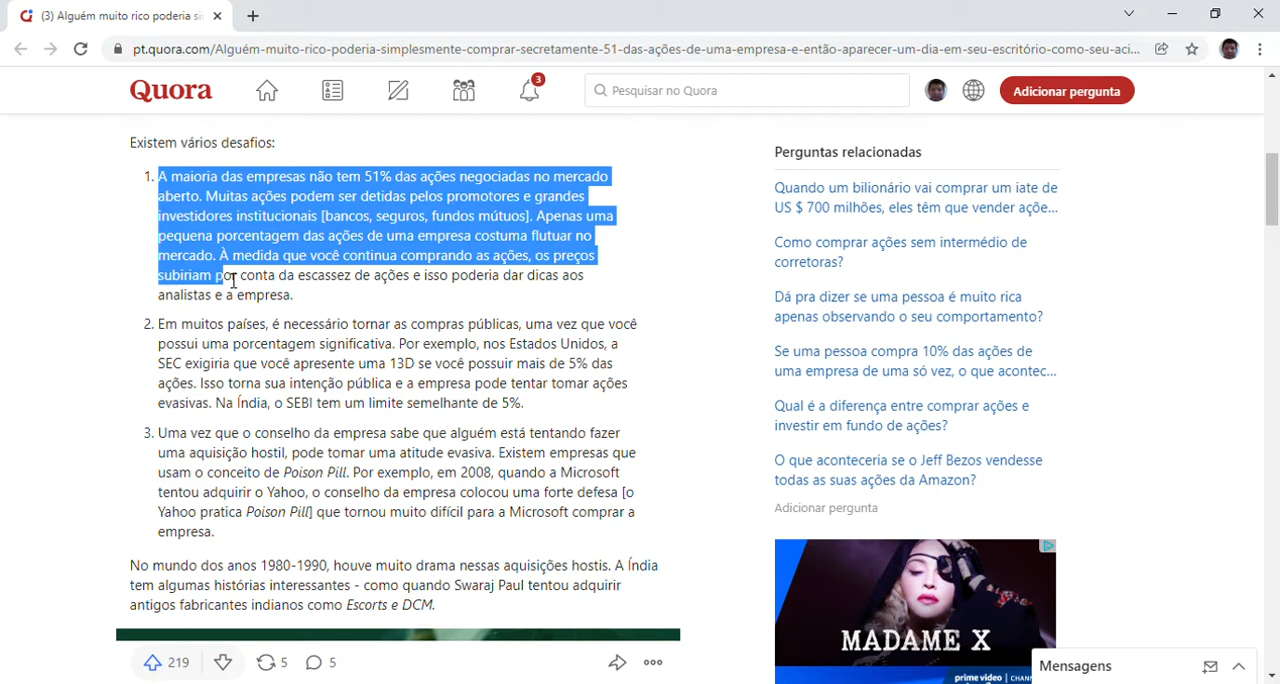 (3) Alguém muito rico poderia si
pt.quora.com/Alguém-muito-rico-poderia-simplesmente-comprar-secretamente-51-das-ações-de-uma-empresa-e-então-aparecer-um-dia-em-seu-escritório-como-seu-aci...
Quora
3
Pesquisar no Quora
Adicionar pergunta
Existem vários desafios:
1. A maioria das empresas não tem 51% das ações negociadas no mercado
aberto. Muitas ações podem ser detidas pelos promotores e grandes
investidores institucionais [bancos, seguros, fundos mútuos]. Apenas uma
pequena porcentagem das ações de uma empresa costuma flutuar no
mercado. À medida que você continua comprando as ações, os preços
subiriam por conta da escassez de ações e isso poderia dar dicas aos
analistas e a empresa.
2. Em muitos países, é necessário tornar as compras públicas, uma vez que você
possui uma porcentagem significativa. Por exemplo, nos Estados Unidos, a
SEC exigiria que você apresente uma 13D se você possuir mais de 5% das
ações. Isso torna sua intenção pública e a empresa pode tentar tomar ações
evasivas. Na Índia, o SEBI tem um limite semelhante de 5%.
3. Uma vez que o conselho da empresa sabe que alguém está tentando fazer
uma aquisição hostil, pode tomar uma atitude evasiva. Existem empresas que
usam o conceito de Poison Pill. Por exemplo, em 2008, quando a Microsoft
tentou adquirir o Yahoo, o conselho da empresa colocou uma forte defesa [o
Yahoo pratica Poison Pill] que tornou muito difícil para a Microsoft comprar a
empresa.
No mundo dos anos 1980-1990, houve muito drama nessas aquisições hostis. A Índia
tem algumas histórias interessantes - como quando Swaraj Paul tentou adquirir
antigos fabricantes indianos como Escorts e DCM.
219
5
5
Perguntas relacionadas
Quando um bilionário vai comprar um iate de
US $ 700 milhões, eles têm que vender açõe...
Como comprar ações sem intermédio de
corretoras?
Dá pra dizer se uma pessoa é muito rica
apenas observando o seu comportamento?
Se uma pessoa compra 10% das ações de
uma empresa de uma só vez, o que acontec...
Qual é a diferença entre comprar ações e
investir em fundo de ações?
O que aconteceria se o Jeff Bezos vendesse
todas as suas ações da Amazon?
Adicionar pergunta
MADAME X
prime video | CHANN
Mensagens